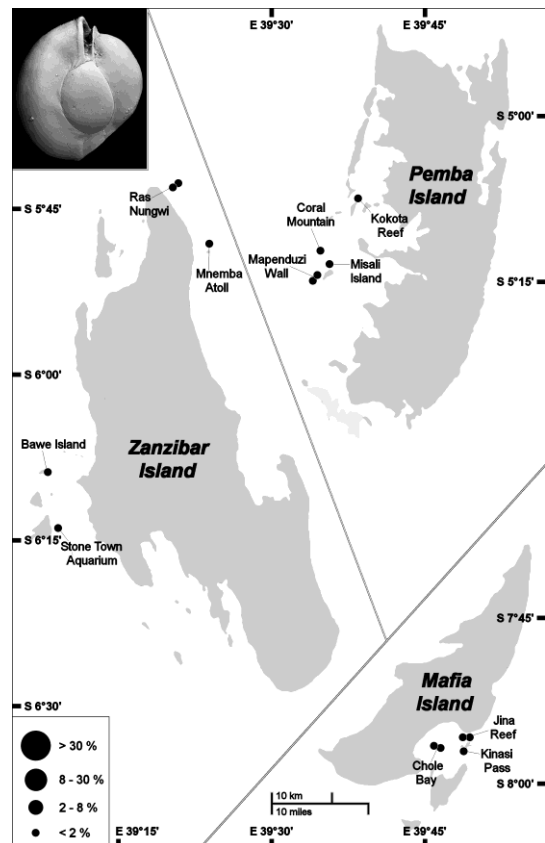 E 39°30'
E 39°45'
S 5°00'
Pemba
Island
Ras
Nungwi
S 5°45'
Coral
Mountain
Kokota
Reef
Mnemba
Atoll
Mapenduzi
Wall
Misali
Island
S 5°15'
S 6°00'
Bawe Island
Zanzibar
Island
Stone Town
Aquarium
S 6°15'
S 7°45'
Mafia
Island
S 6°30'
Jina
Reef
Chole
Bay
Kinasi
Pass
> 30 %
8 - 30 %
2 - 8 %
< 2 %
10 km
10 miles
S 8°00'
E 39°15'
E 39°30'
E 39°45'